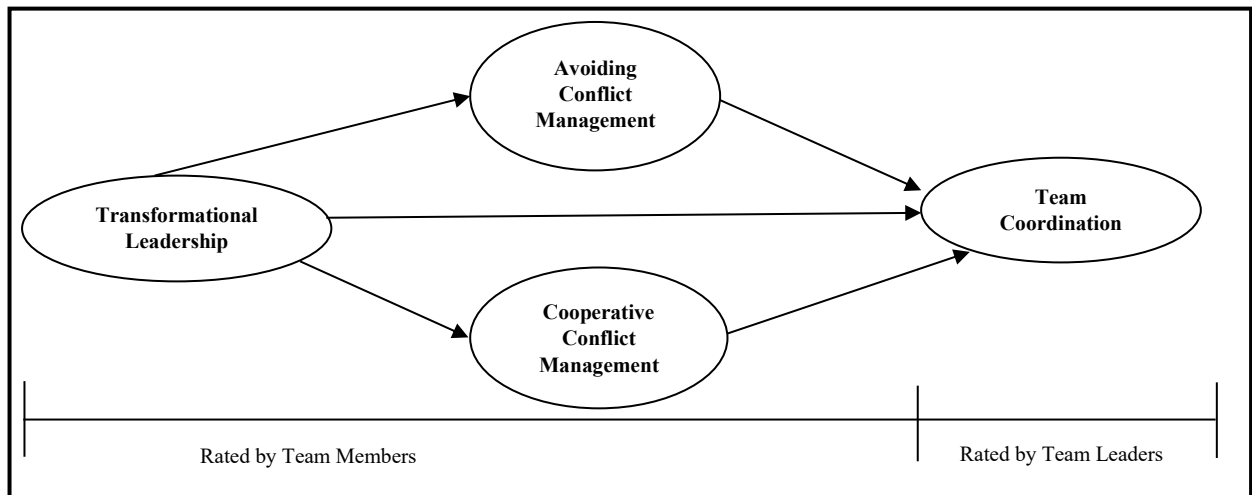 Avoiding
Conflict
Management
Transformational
Leadership
Team
Coordination
Cooperative
Conflict
Management
Rated by Team Members
Rated by Team Leaders